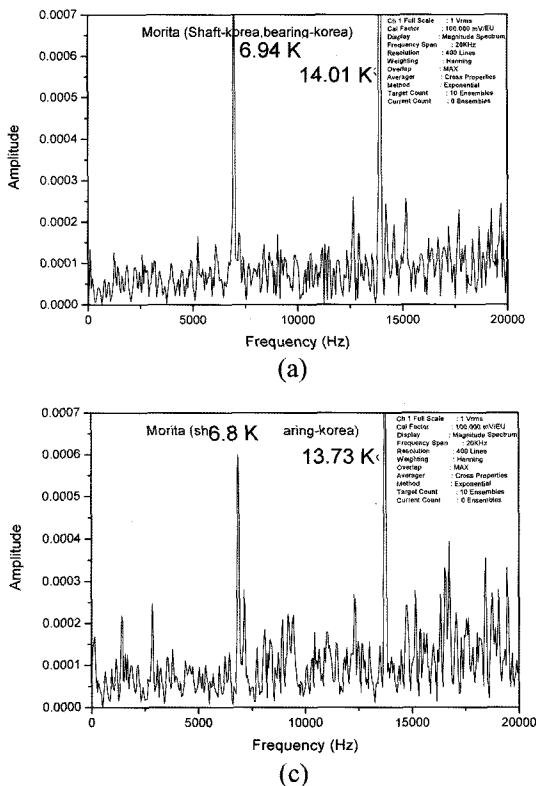 0.0007
0.0006
0.0005
0.0004
0.0003
0.0002
0.0001
0.0000
Amplitude
Morita (Shaft-korea,bearing-korea)
6.94 K
14.01 K
Ch 1 Full Scale : 1 Vrms
Cal Factor : 100.000 mV/EU
Display : Magnitude Spectrum
Frequency Span : 20KHz
Resolution : 400 Lines
Weighting : Hanning
Overlap : MAX
Averager : Cross Properties
Method : Exponential
Target Count : 10 Ensembles
Current Count : 0 Ensembles
0 5000 10000 15000 20000
Frequency (Hz)
(a)
0.0007
0.0006
0.0005
0.0004
0.0003
0.0002
0.0001
0.0000
Amplitude
Morita (sh 6.8 K aring-korea)
13.73 K
Ch 1 Full Scale : 1 Vrms
Cal Factor : 100.000 mV/EU
Display : Magnitude Spectrum
Frequency Span : 20KHz
Resolution : 400 Lines
Weighting : Hanning
Overlap : MAX
Averager : Cross Properties
Method : Exponential
Target Count : 10 Ensembles
Current Count : 0 Ensembles
0 5000 10000 15000 20000
Frequency (Hz)
(c)